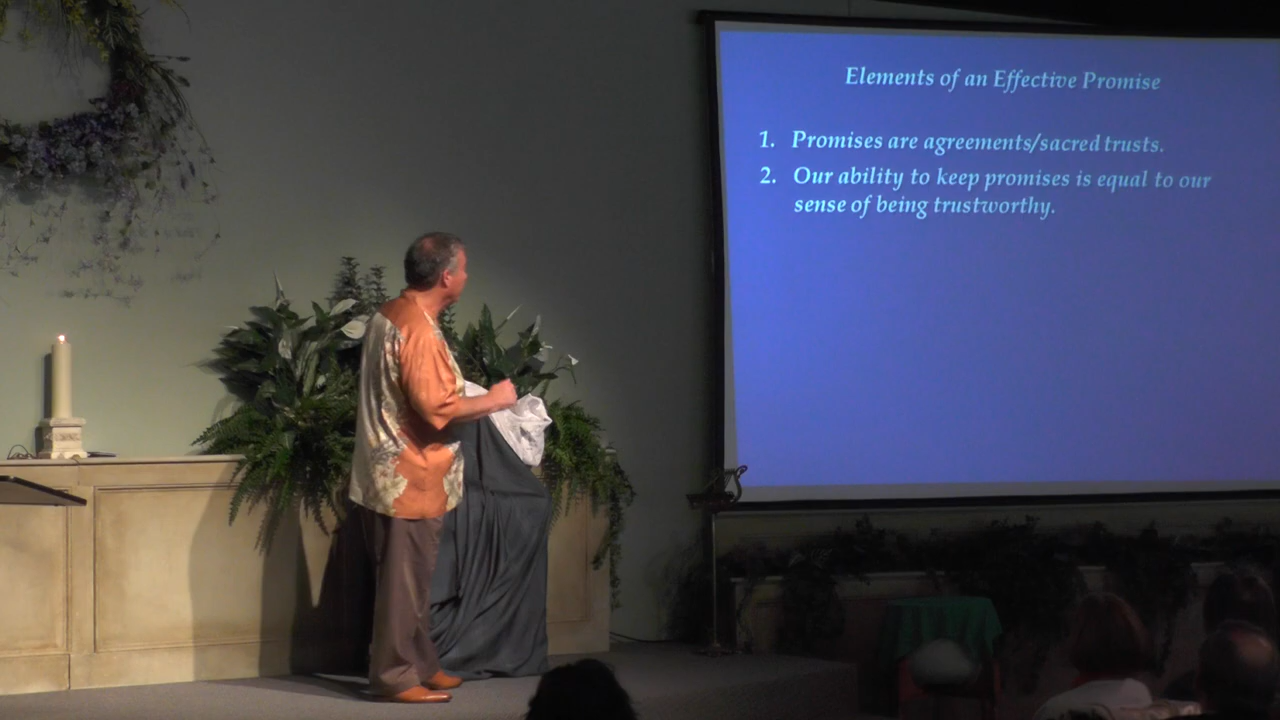 Elements of an Effective Promise
1. Promises are agreements/sacred trusts.
2. Our ability to keep promises is equal to our
sense of being trustworthy.